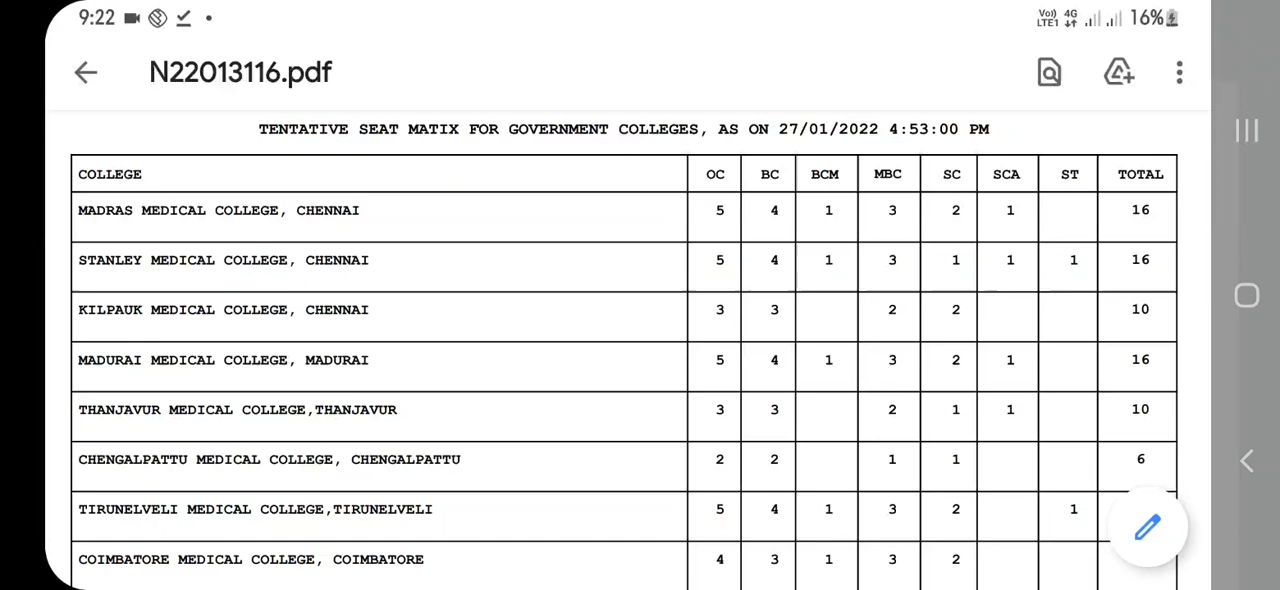 9:22 Vo)) LTE1 4G 16%
N22013116.pdf
TENTATIVE SEAT MATIX FOR GOVERNMENT COLLEGES, AS ON 27/01/2022 4:53:00 PM
COLLEGE OC BC BCM MBC SC SCA ST TOTAL
MADRAS MEDICAL COLLEGE, CHENNAI 5 4 1 3 2 1 16
STANLEY MEDICAL COLLEGE, CHENNAI 5 4 1 3 1 1 1 16
KILPAUK MEDICAL COLLEGE, CHENNAI 3 3 2 2 10
MADURAI MEDICAL COLLEGE, MADURAI 5 4 1 3 2 1 16
THANJAVUR MEDICAL COLLEGE,THANJAVUR 3 3 2 1 1 10
CHENGALPATTU MEDICAL COLLEGE, CHENGALPATTU 2 2 1 1 6
TIRUNELVELI MEDICAL COLLEGE,TIRUNELVELI 5 4 1 3 2 1
COIMBATORE MEDICAL COLLEGE, COIMBATORE 4 3 1 3 2